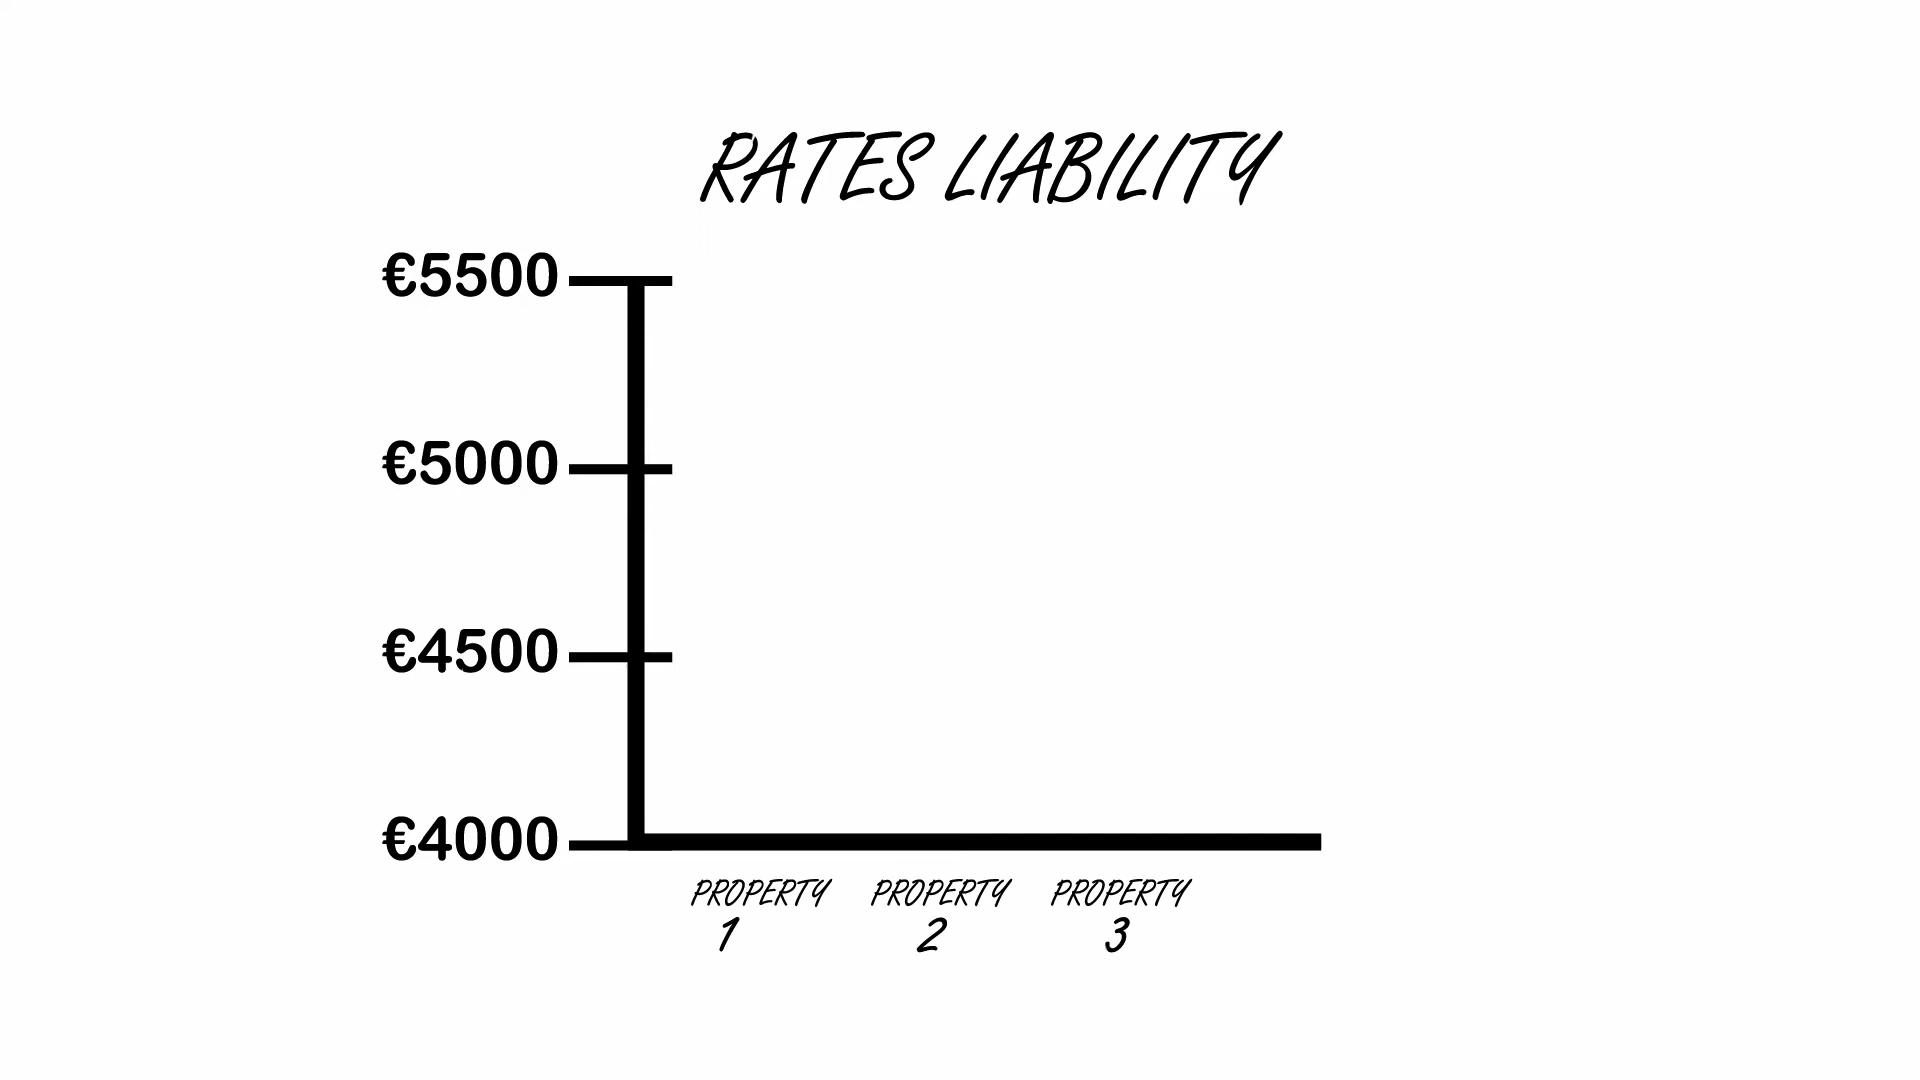 RATES LIABILITY
€5500
€5000
€4500
€4000
PROPERTY PROPERTY PROPERTY
1 2 3